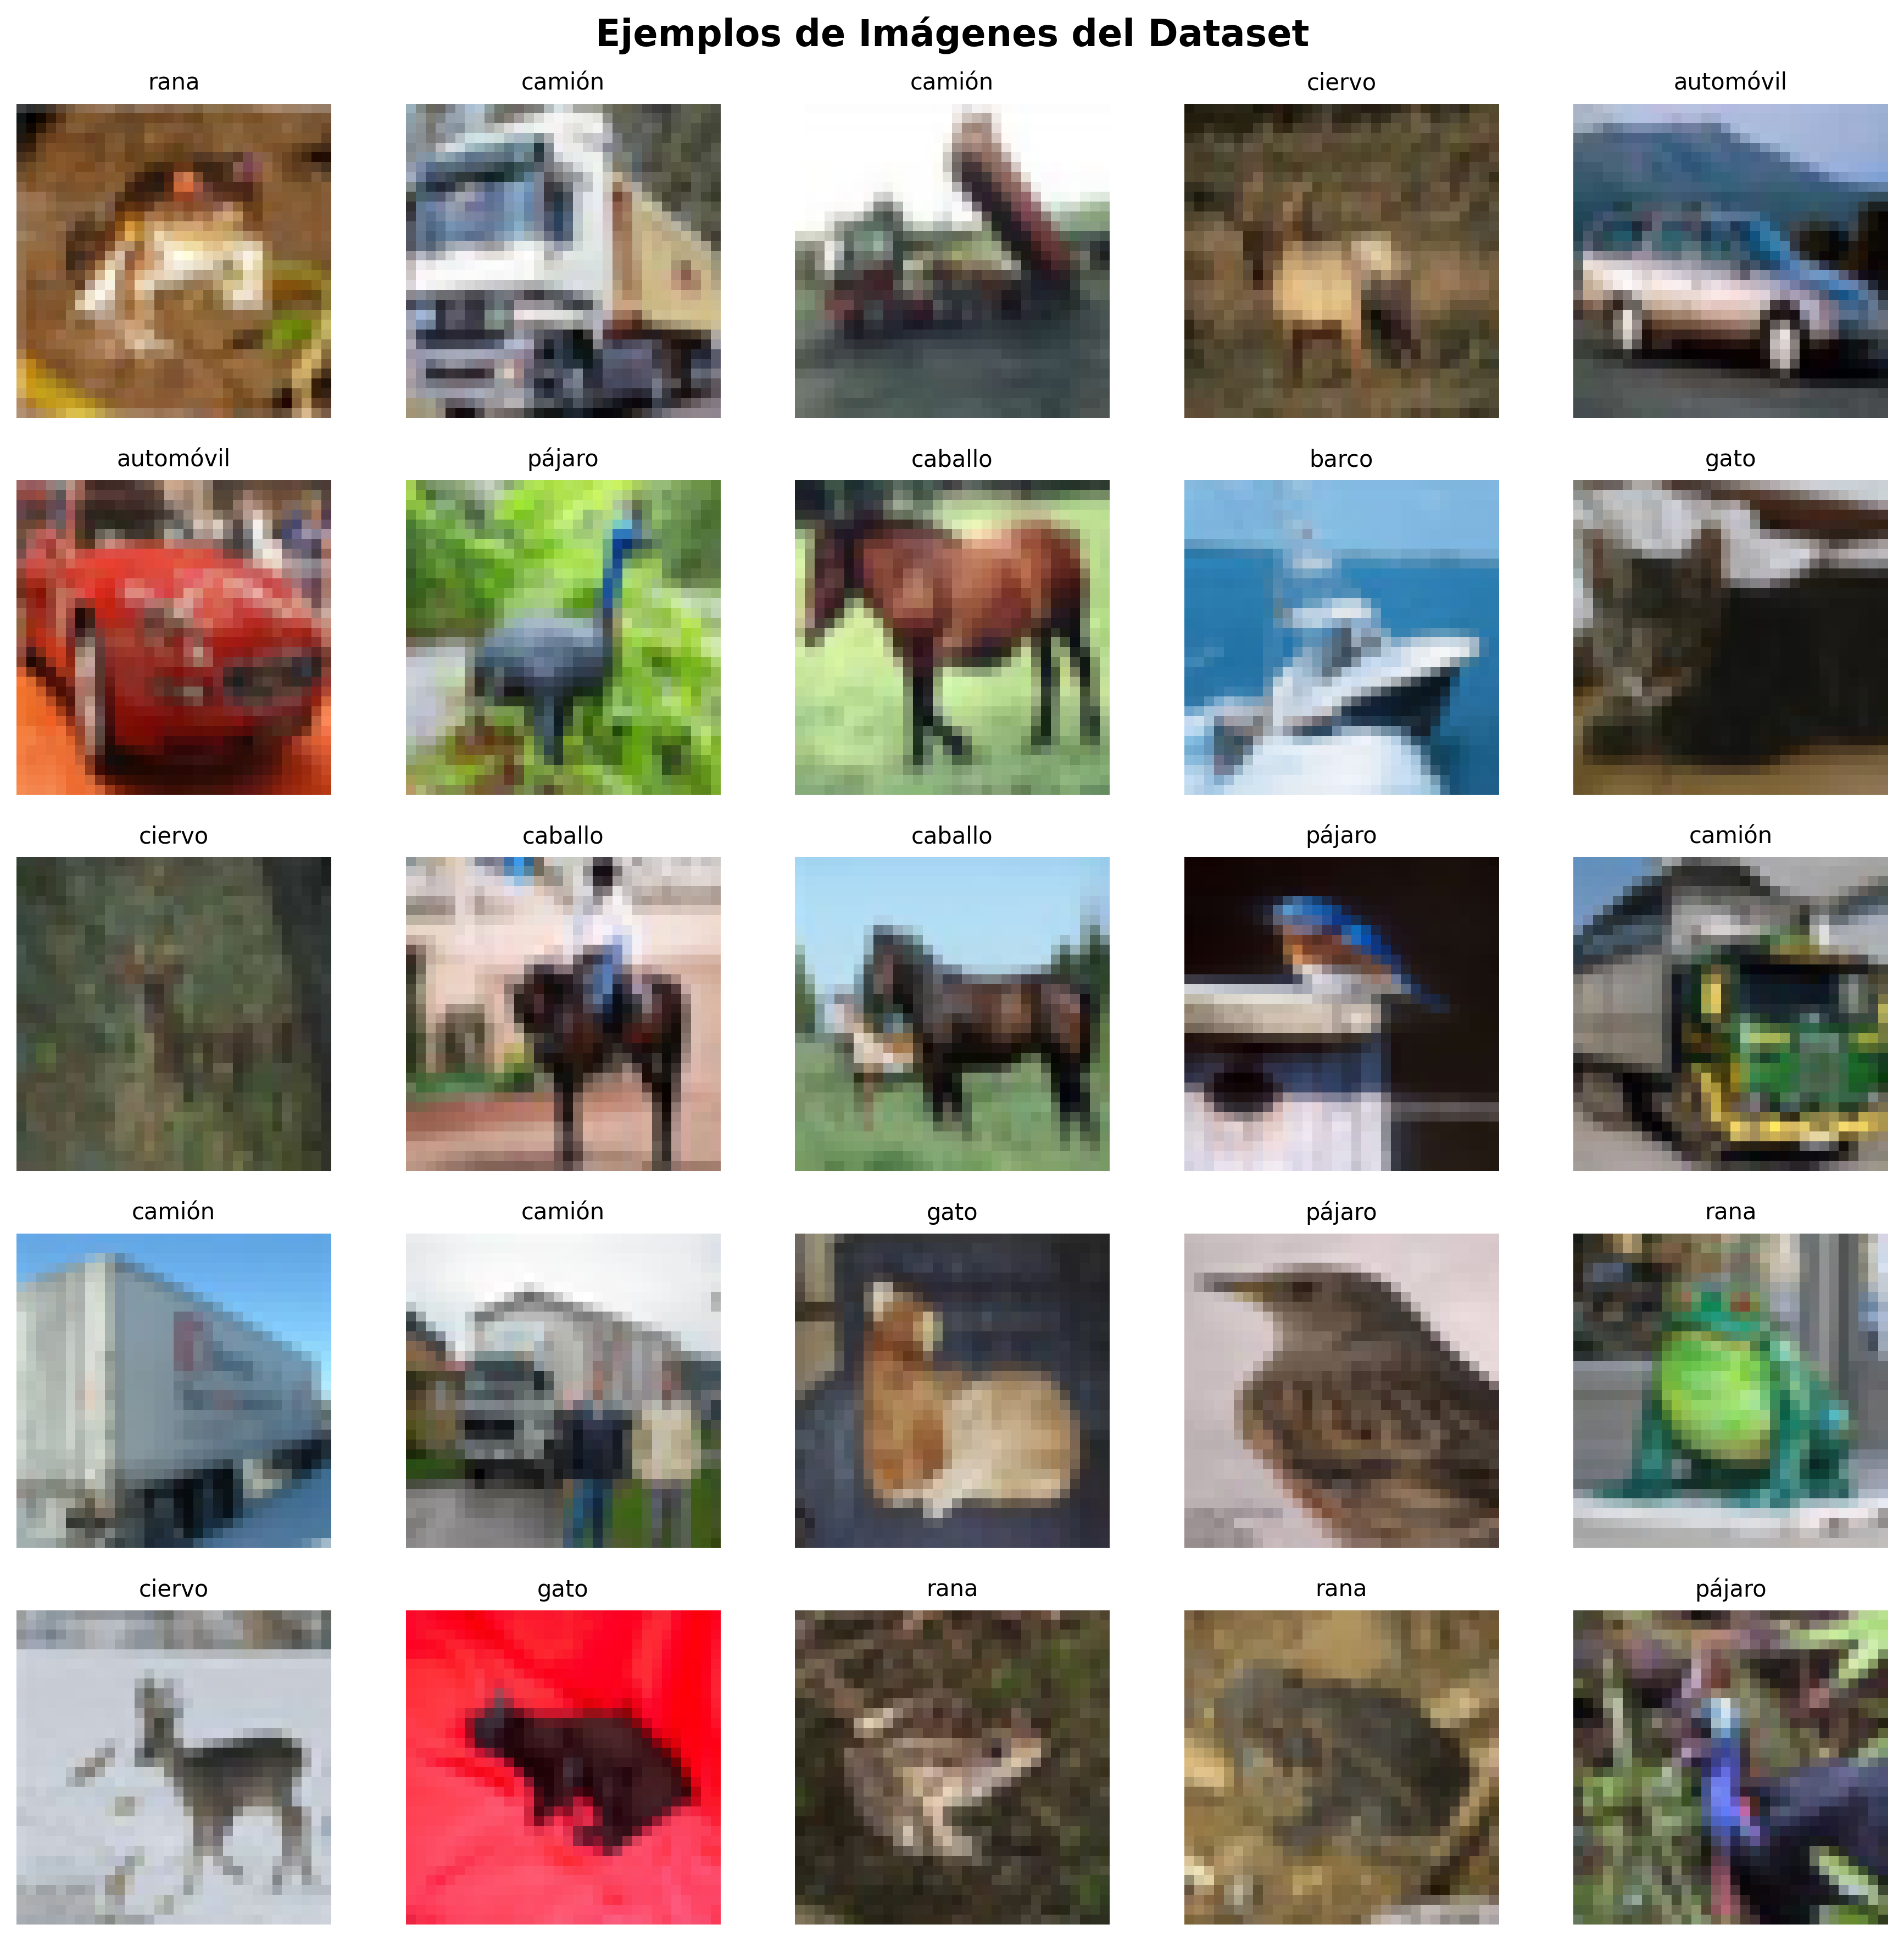 Ejemplos de Imágenes del Dataset
rana camión camión ciervo automóvil
automóvil pájaro caballo barco gato
ciervo caballo caballo pájaro camión
camión camión gato pájaro rana
ciervo gato rana rana pájaro